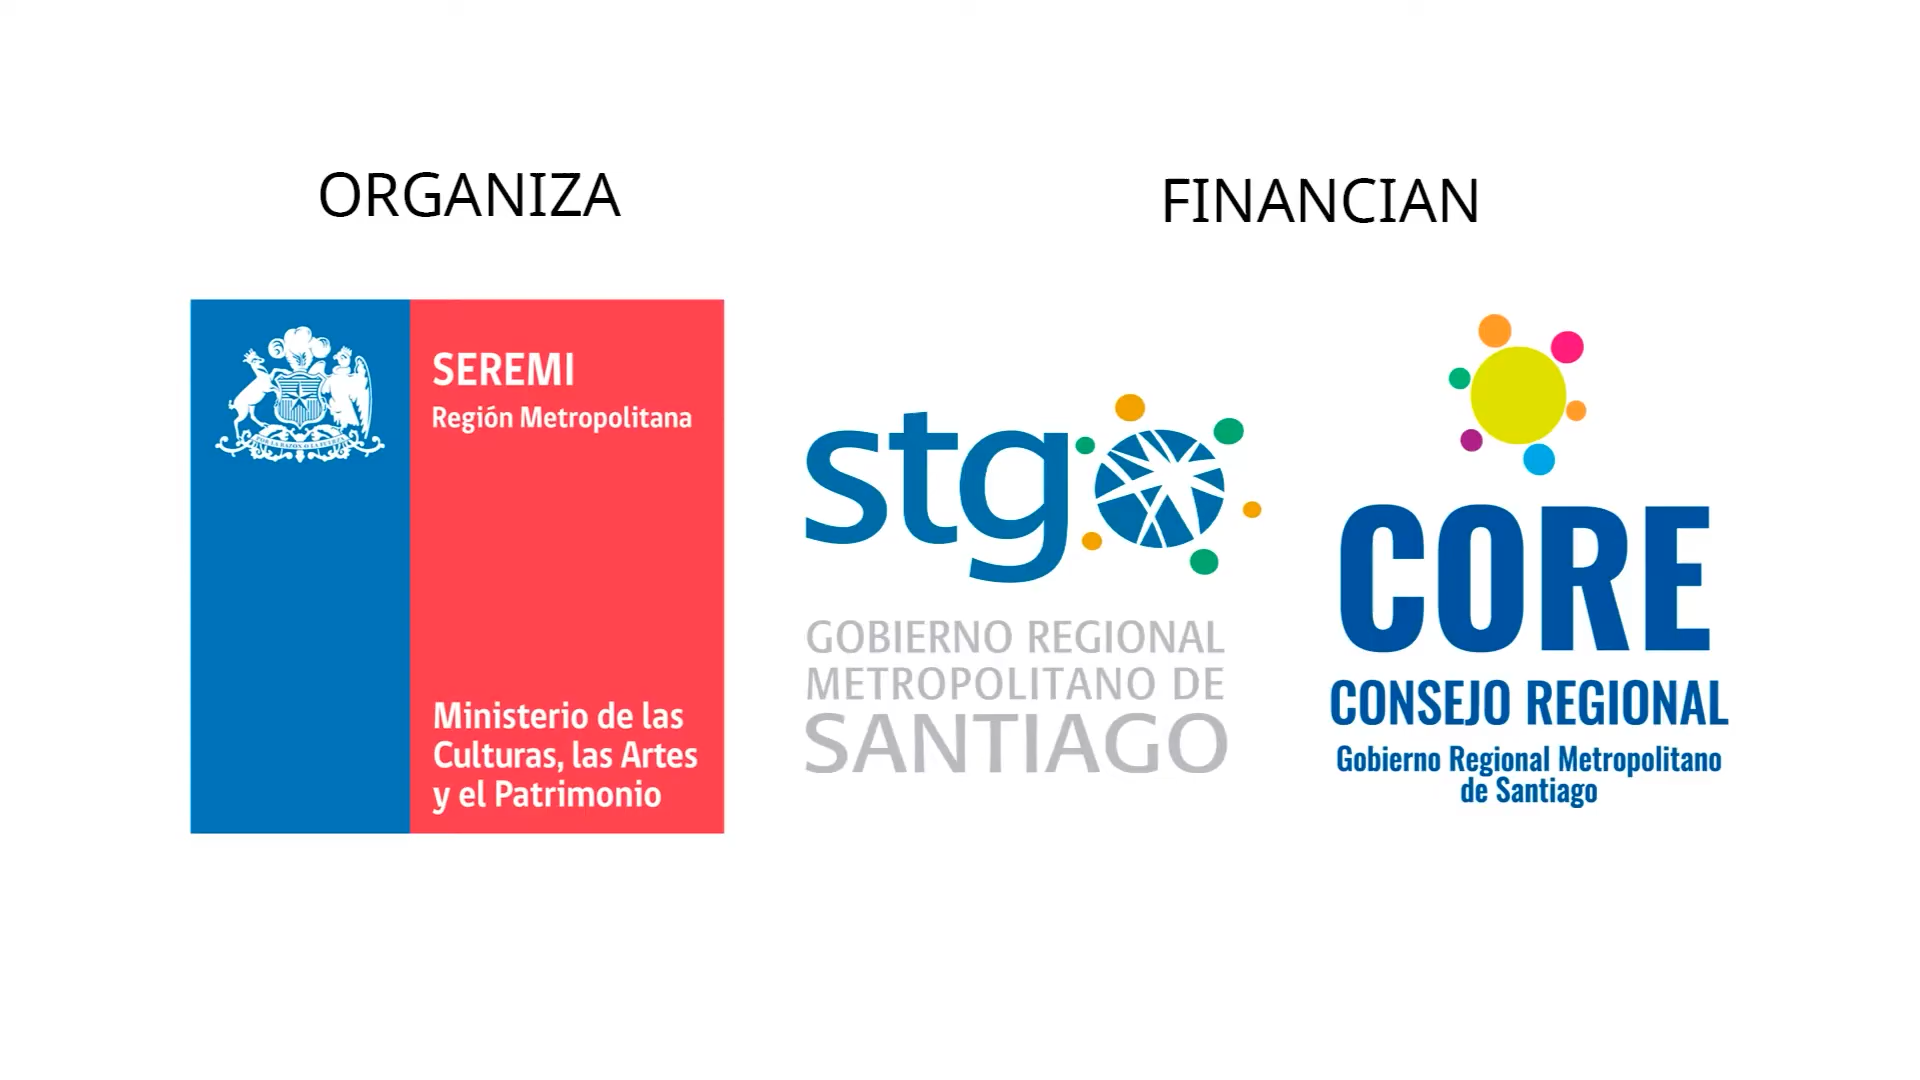 ORGANIZA
FINANCIAN
SEREMI
Región Metropolitana
Ministerio de las
Culturas, las Artes
y el Patrimonio
stgo
GOBIERNO REGIONAL
METROPOLITANO DE
SANTIAGO
CORE
CONSEJO REGIONAL
Gobierno Regional Metropolitano
de Santiago